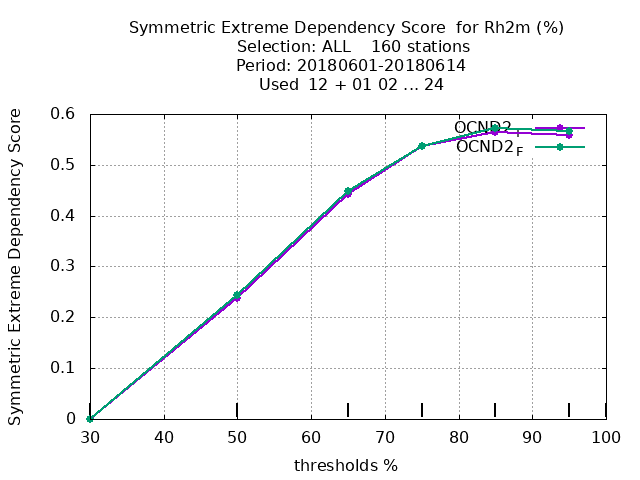 Symmetric Extreme Dependency Score for Rh2m (%)
Selection: ALL 160 stations
Period: 20180601-20180614
Used 12 + 01 02 ... 24
Symmetric Extreme Dependency Score
0.6
0.5
0.4
0.3
0.2
0.1
0
OCND2
OCND2F
30 40 50 60 70 80 90 100
thresholds %